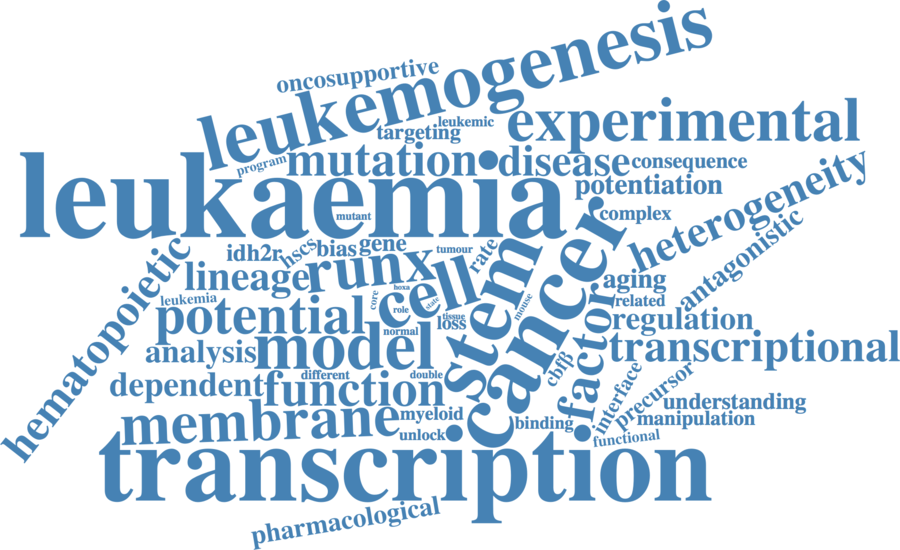 oncosupportive
leukemogenesis
leukemic
targeting
experimental
program
mutation
disease
consequence
leukaemia
potentiation
heterogeneity
mutant
complex
hematopoietic
idh2r
hscs
bias
gene
tumour
rate
stem
cancer
antagonistic
lineage
runx
cell
aging
leukemia
core
hoxa
role
state
mouse
related
potential
tissue
loss
normal
factor
regulation
analysis
model
transcriptional
dependent
different
double
function
cbfβ
interface
precursor
understanding
membrane
myeloid
binding
manipulation
unlock
functional
transcription
pharmacological